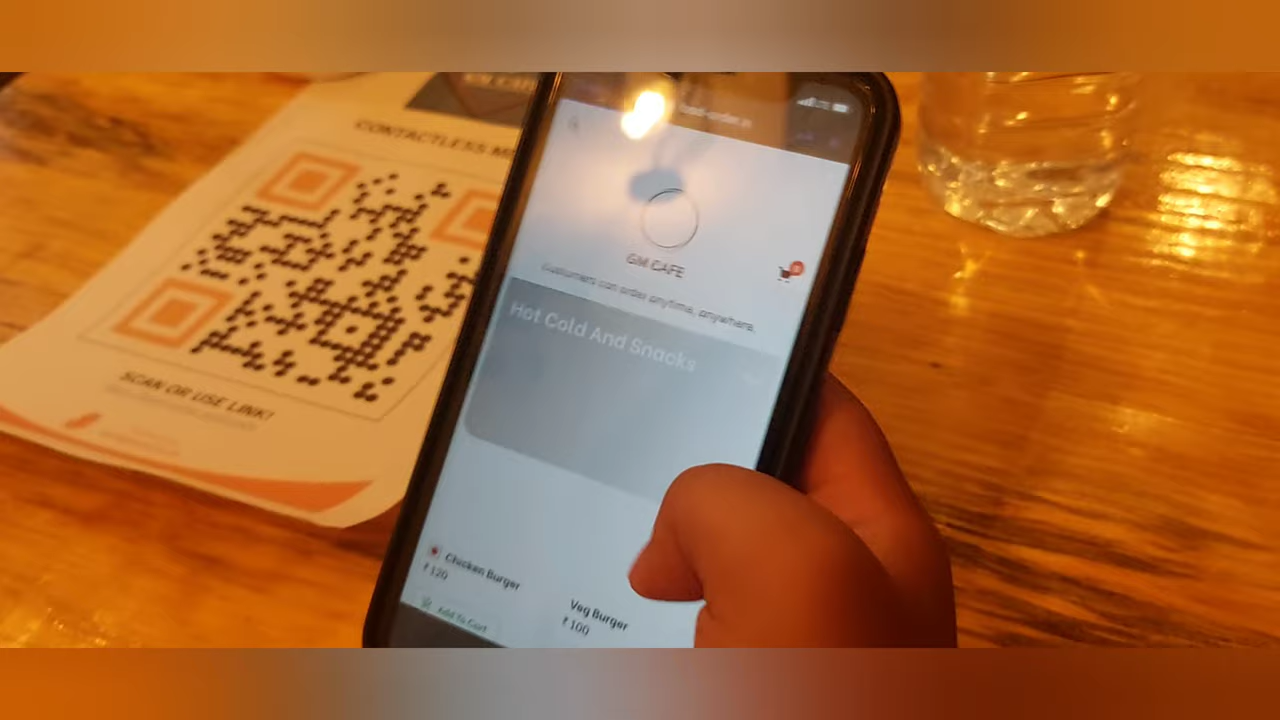 CONTACTLESS
SCAN OR USE LINK!
GM CAFE
Customers can order anytime, anywhere.
Hot Cold And Snacks
Chicken Burger
₹120
Add To Cart
Veg Burger
₹100